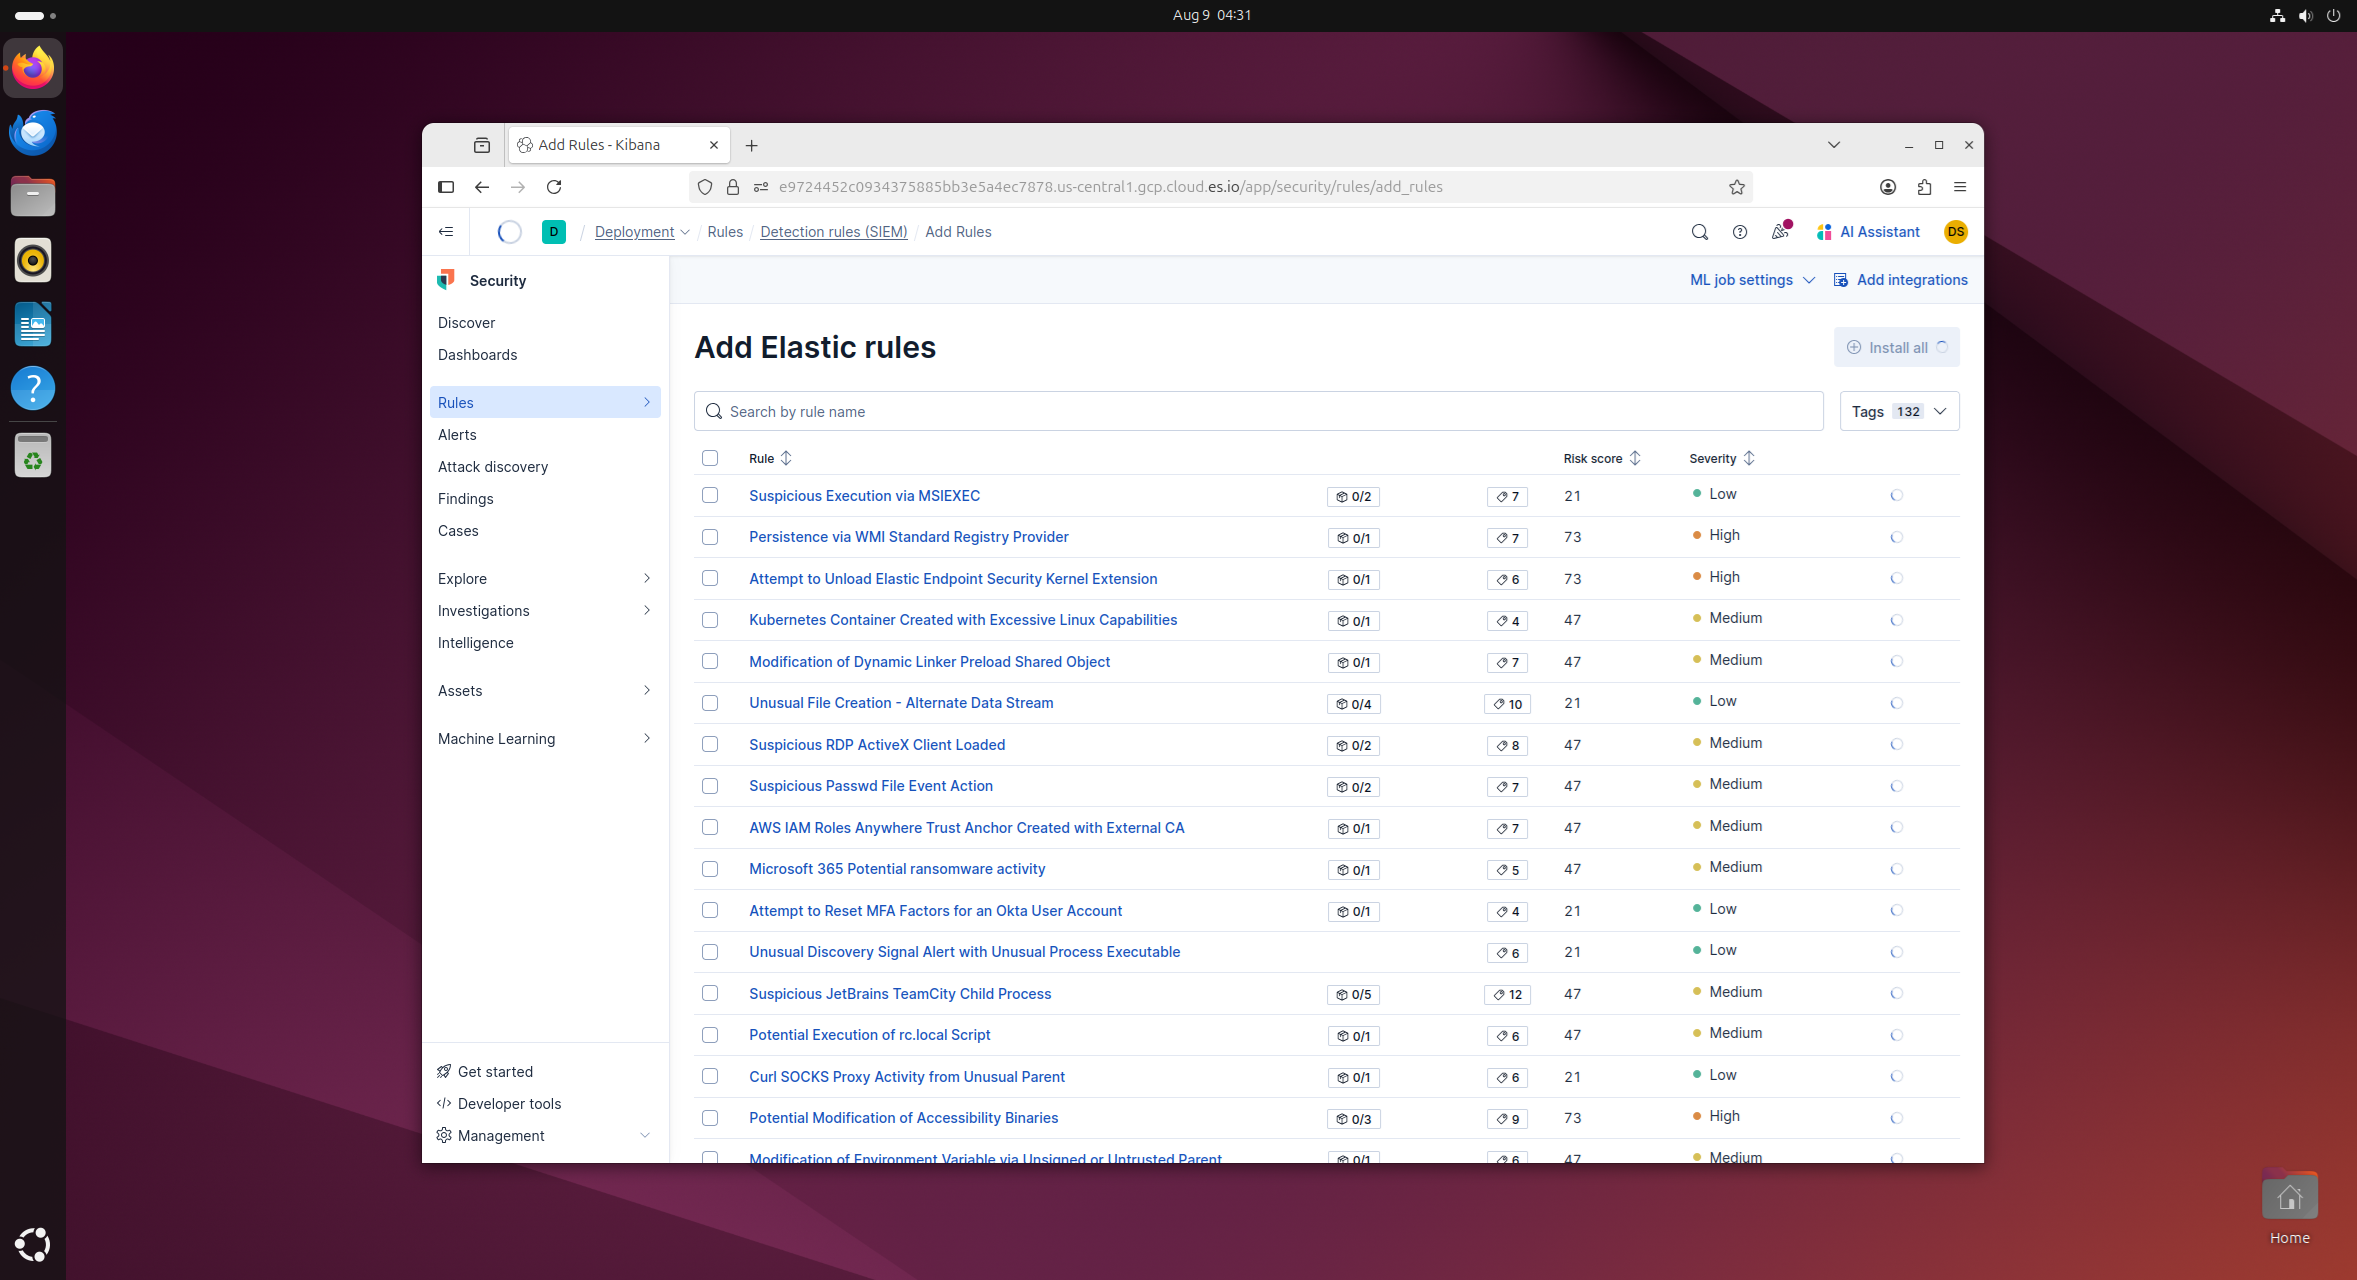 Aug 9 04:31
Add Rules - Kibana
e9724452c0934375885bb3e5a4ec7878.us-central1.gcp.cloud.es.io/app/security/rules/add_rules
D / Deployment / Rules / Detection rules (SIEM) / Add Rules
AI Assistant
DS
Security
Discover
Dashboards
Rules
Alerts
Attack discovery
Findings
Cases
Explore
Investigations
Intelligence
Assets
Machine Learning
Get started
Developer tools
Management
ML job settings
Add integrations
Add Elastic rules
Install all
Search by rule name
Tags 132
Rule Risk score Severity
Suspicious Execution via MSIEXEC 0/2 7 21 Low
Persistence via WMI Standard Registry Provider 0/1 7 73 High
Attempt to Unload Elastic Endpoint Security Kernel Extension 0/1 6 73 High
Kubernetes Container Created with Excessive Linux Capabilities 0/1 4 47 Medium
Modification of Dynamic Linker Preload Shared Object 0/1 7 47 Medium
Unusual File Creation - Alternate Data Stream 0/4 10 21 Low
Suspicious RDP ActiveX Client Loaded 0/2 8 47 Medium
Suspicious Passwd File Event Action 0/2 7 47 Medium
AWS IAM Roles Anywhere Trust Anchor Created with External CA 0/1 7 47 Medium
Microsoft 365 Potential ransomware activity 0/1 5 47 Medium
Attempt to Reset MFA Factors for an Okta User Account 0/1 4 21 Low
Unusual Discovery Signal Alert with Unusual Process Executable 6 21 Low
Suspicious JetBrains TeamCity Child Process 0/5 12 47 Medium
Potential Execution of rc.local Script 0/1 6 47 Medium
Curl SOCKS Proxy Activity from Unusual Parent 0/1 6 21 Low
Potential Modification of Accessibility Binaries 0/3 9 73 High
Modification of Environment Variable via Unsigned or Untrusted Parent 0/1 6 47 Medium
Home